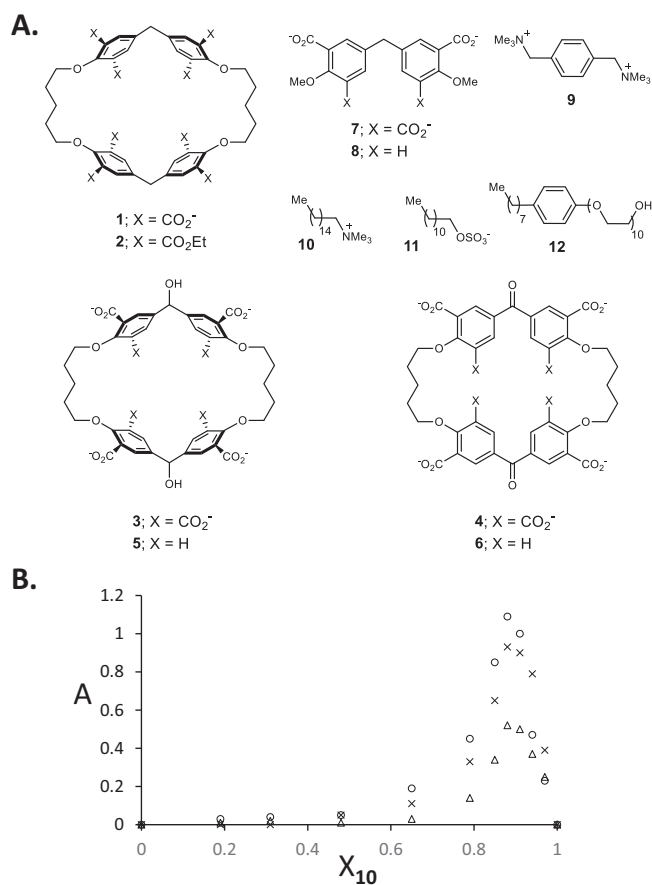 A.
X X X X
O O
X X X X
O O
X X
1; X = CO₂⁻
2; X = CO₂Et
⁻O₂C CO₂⁻
MeO OMe
X X
7; X = CO₂⁻
8; X = H
Me₃N⁺
⁺NMe₃
9
Me ( )₁₄ ⁺NMe₃
10
Me ( )₁₀ OSO₃⁻
11
Me ( )₇ (O )₁₀ OH
12
OH
⁻O₂C CO₂⁻
O X X O
O X X O
⁻O₂C CO₂⁻
OH
3; X = CO₂⁻
5; X = H
O
⁻O₂C CO₂⁻
O X X O
O X X O
⁻O₂C CO₂⁻
O
4; X = CO₂⁻
6; X = H
B.
1.2
1
0.8
A
0.6
0.4
0.2
0
0 0.2 0.4 0.6 0.8 1
X₁₀